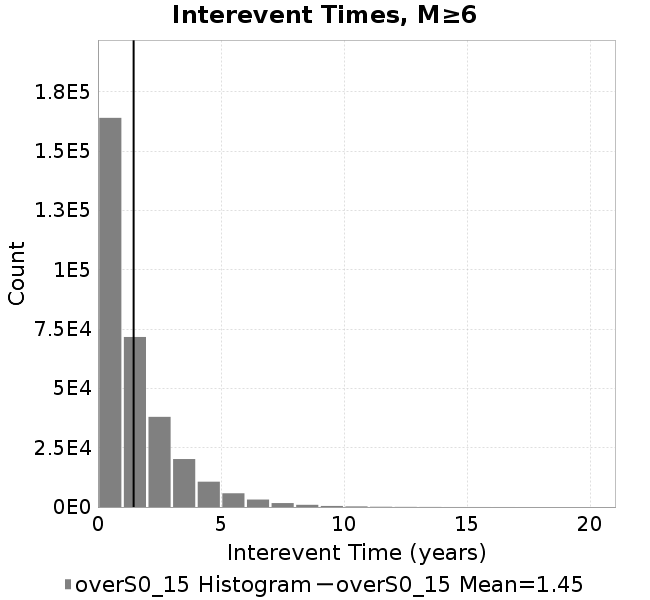 Interevent Times, M≥6
1.8E5
1.5E5
1.3E5
1E5
7.5E4
5E4
2.5E4
0E0
Count
0 5 10 15 20
Interevent Time (years)
overS0_15 Histogram overS0_15 Mean=1.45